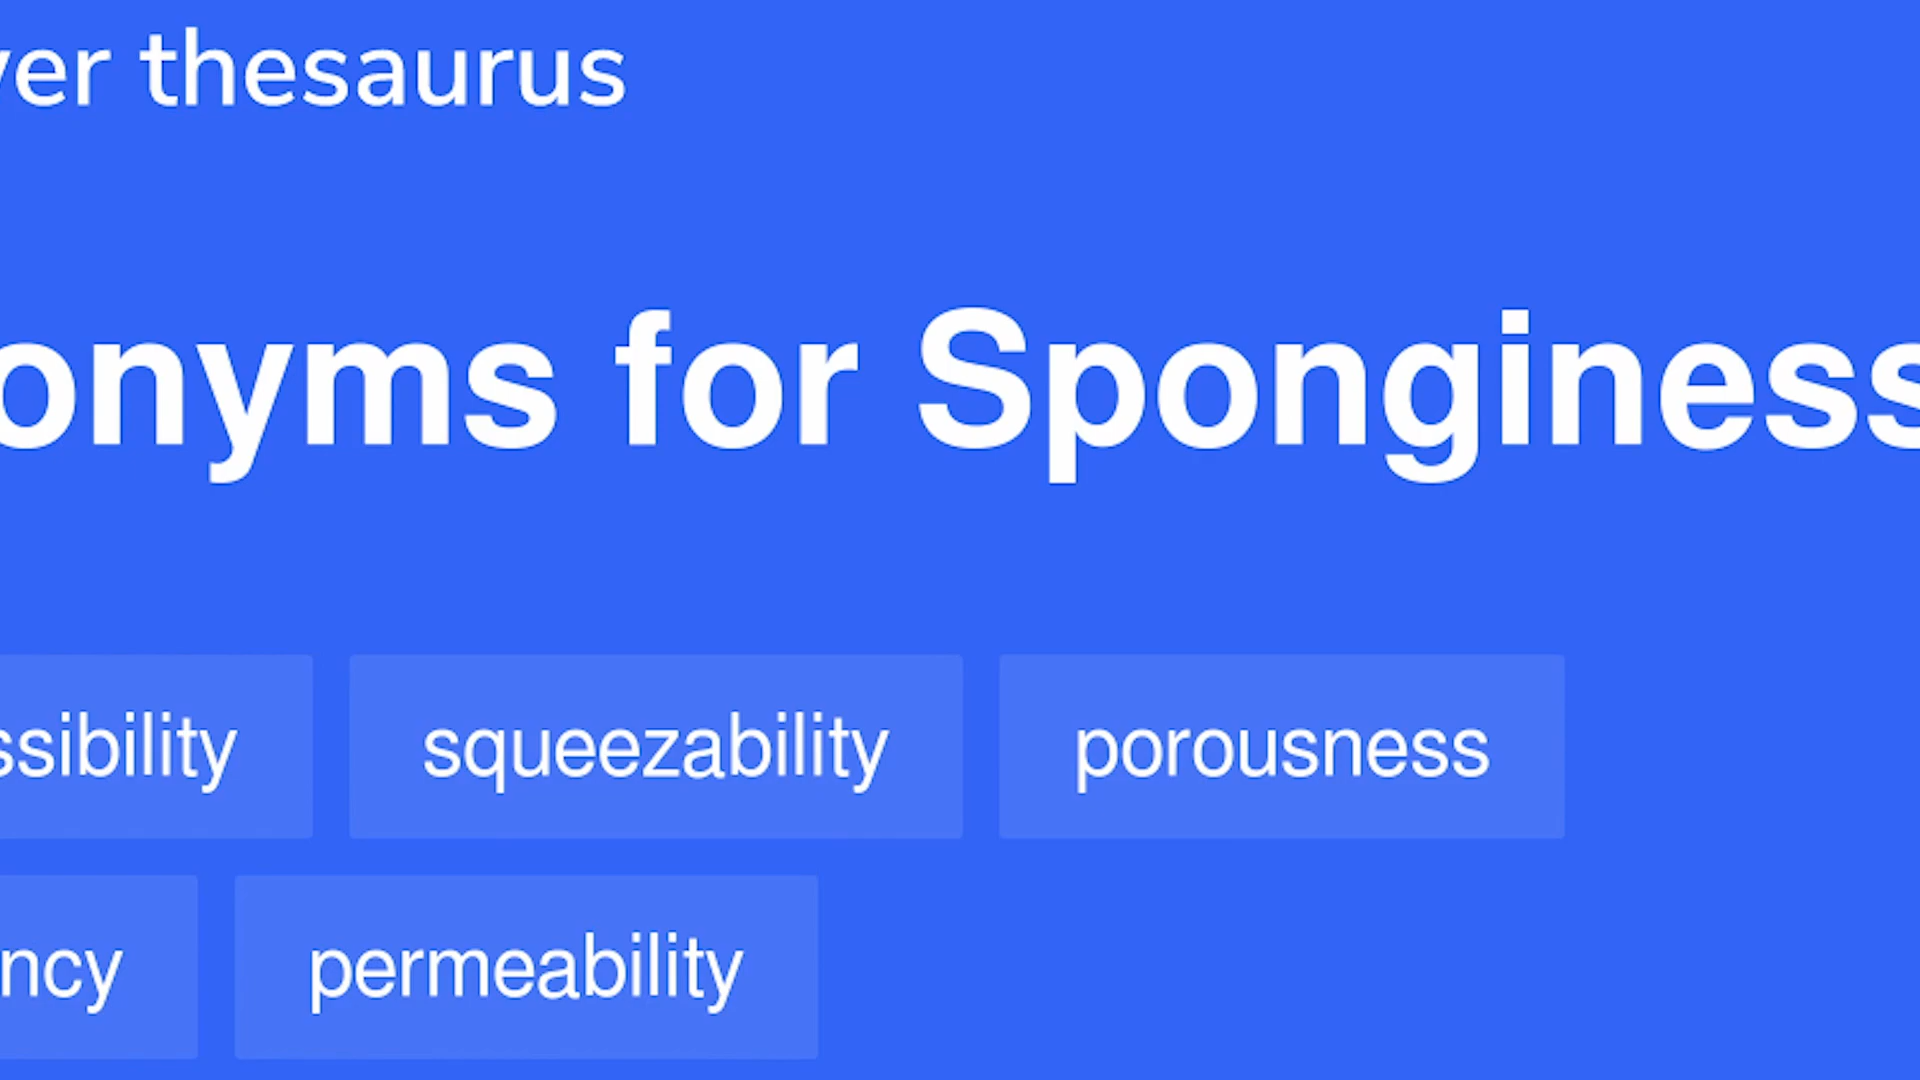 ver thesaurus
onyms for Sponginess
ssibility squeezability porousness
ncy permeability